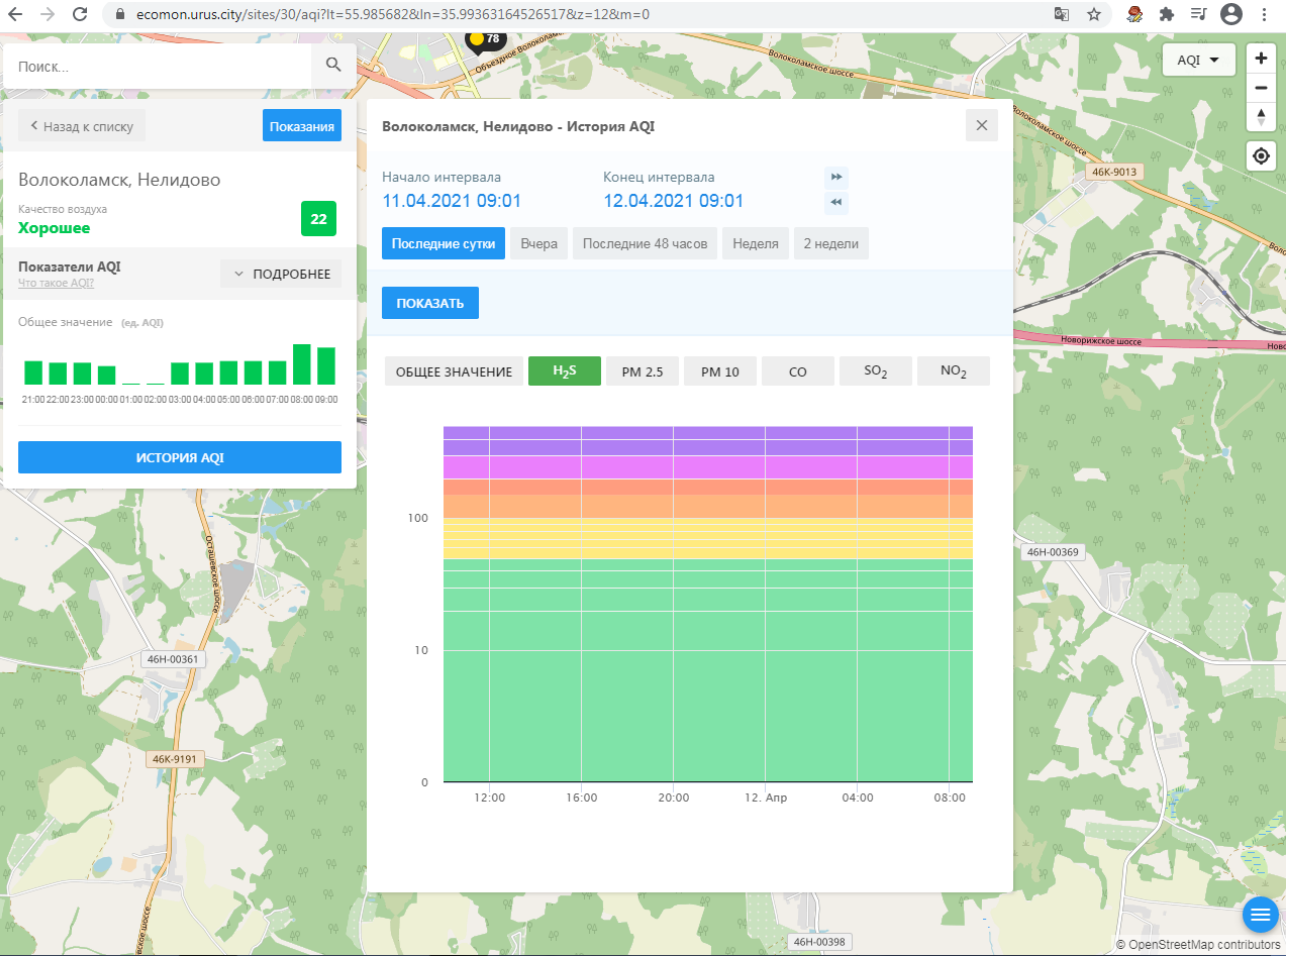 ecomon.urus.city/sites/30/aqi?lt=55.985682&ln=35.99363164526517&z=12&m=0
78
Объездное Волоколамск
Волоколамское шоссе
Поиск...
AQI
Назад к списку
Показания
Волоколамск, Нелидово - История AQI
Волоколамское шоссе
46К-9013
Волоколамск, Нелидово
Начало интервала
Конец интервала
Качество воздуха
Хорошее
22
11.04.2021 09:01
12.04.2021 09:01
Последние сутки
Вчера
Последние 48 часов
Неделя
2 недели
Показатели AQI
Что такое AQI?
ПОДРОБНЕЕ
ПОКАЗАТЬ
Общее значение (ед. AQI)
Новорижское шоссе
ОБЩЕЕ ЗНАЧЕНИЕ
H2S
PM 2.5
PM 10
CO
SO2
NO2
21:00 22:00 23:00 00:00 01:00 02:00 03:00 04:00 05:00 06:00 07:00 08:00 09:00
ИСТОРИЯ AQI
100
10
0
12:00
16:00
20:00
12. Апр
04:00
08:00
Осташевское шоссе
46Н-00369
46Н-00361
46К-9191
46Н-00398
© OpenStreetMap contributors